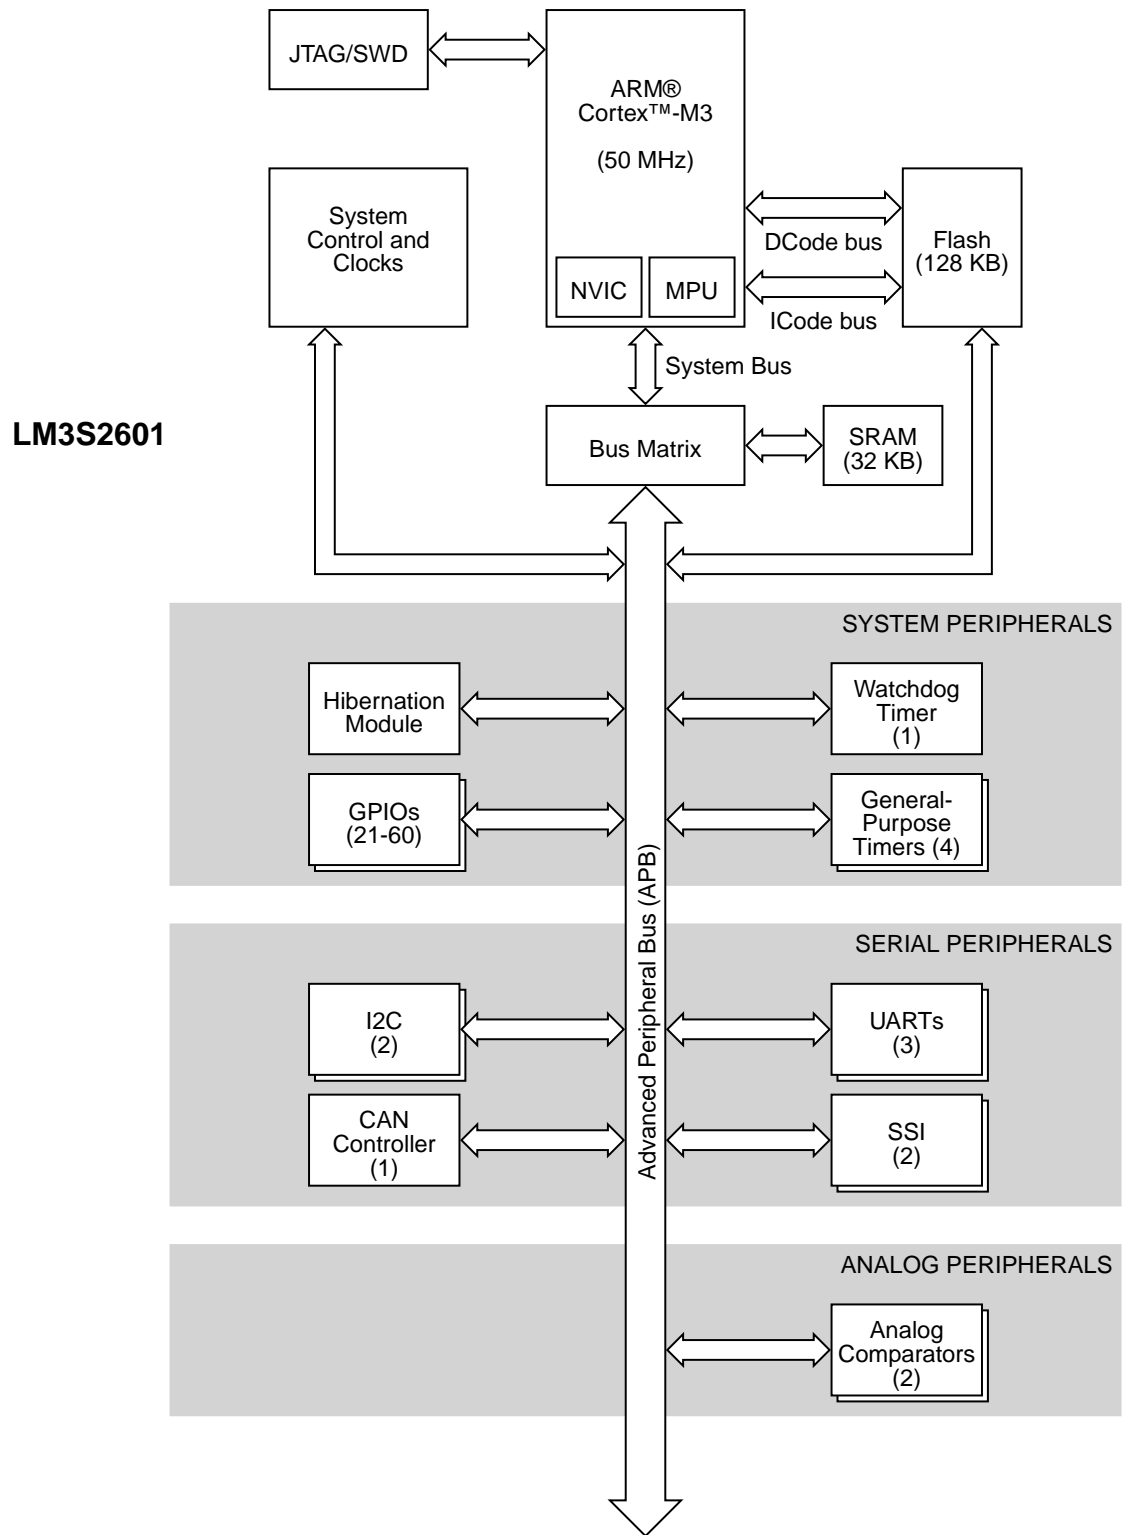 JTAG/SWD
ARM®
Cortex™-M3
(50 MHz)
NVIC
MPU
System
Control and
Clocks
DCode bus
ICode bus
Flash
(128 KB)
System Bus
LM3S2601
Bus Matrix
SRAM
(32 KB)
SYSTEM PERIPHERALS
Hibernation
Module
Watchdog
Timer
(1)
GPIOs
(21-60)
General-
Purpose
Timers (4)
Advanced Peripheral Bus (APB)
SERIAL PERIPHERALS
I2C
(2)
UARTs
(3)
CAN
Controller
(1)
SSI
(2)
ANALOG PERIPHERALS
Analog
Comparators
(2)